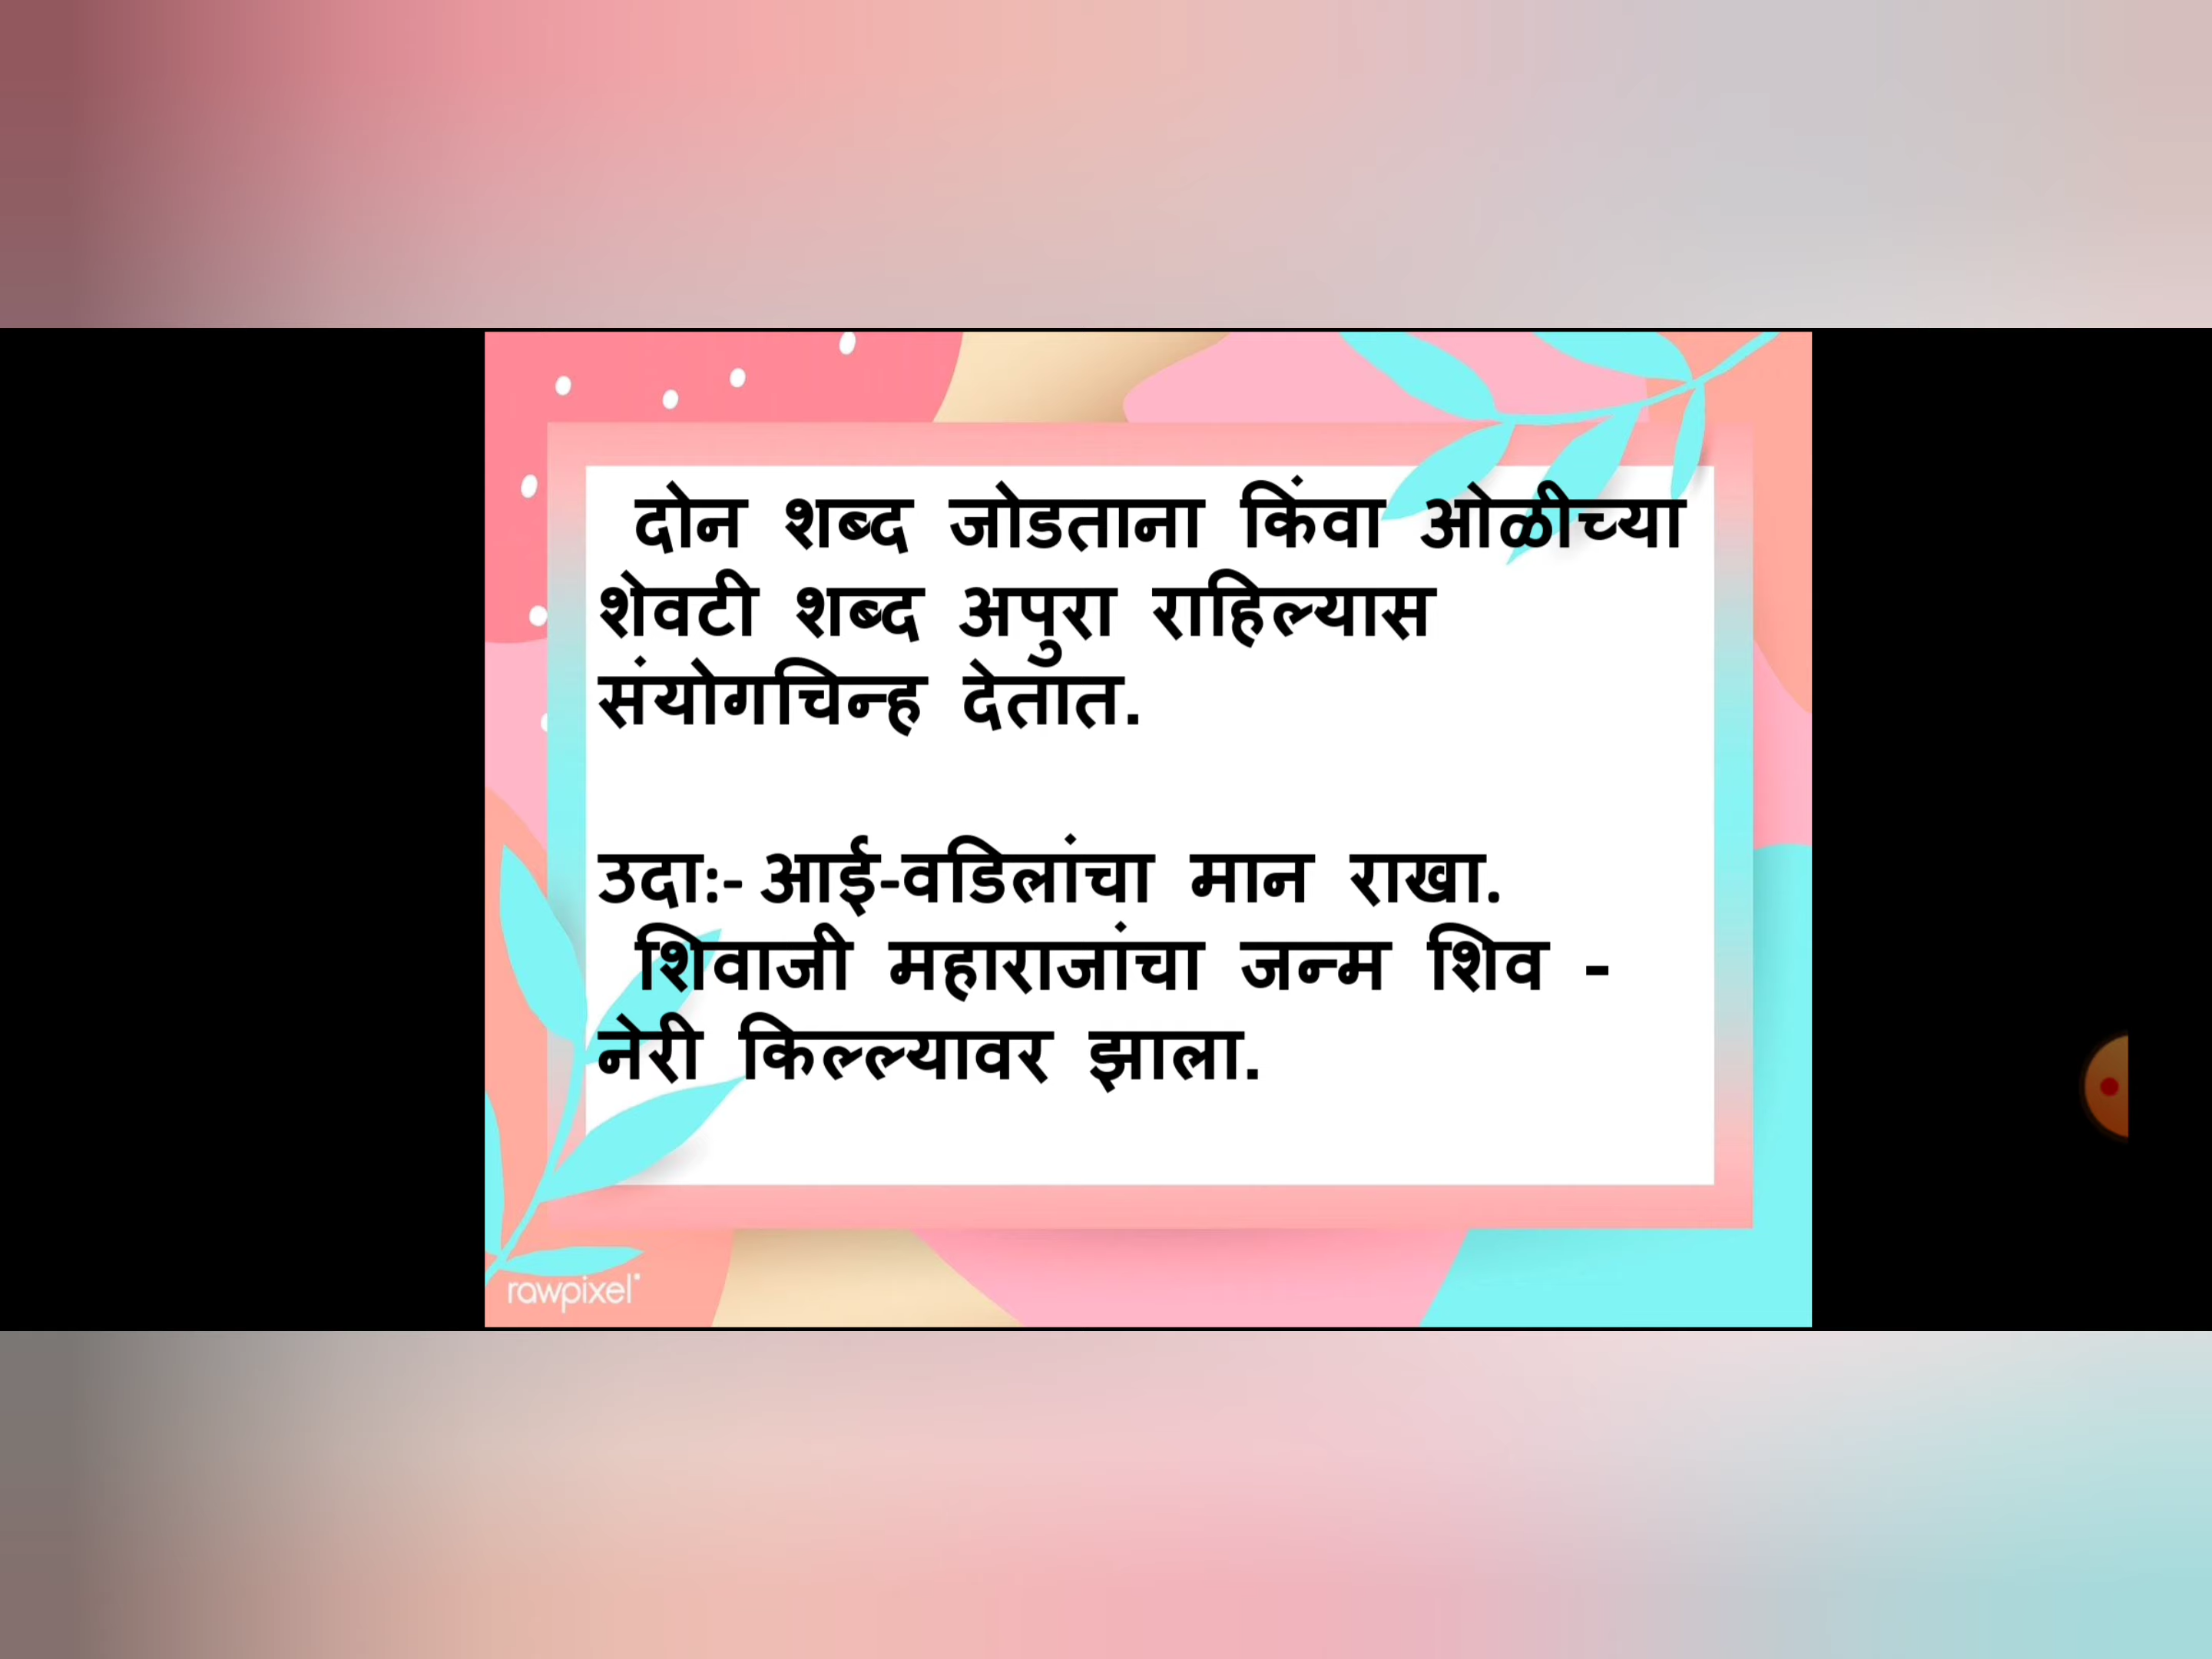 दोन शब्द जोडताना किंवा ओळीच्या
शेवटी शब्द अपुरा राहिल्यास
संयोगचिन्ह देतात.
उदा:- आई-वडिलांचा मान राखा.
शिवाजी महाराजांचा जन्म शिव -
नेरी किल्ल्यावर झाला.
rawpixel